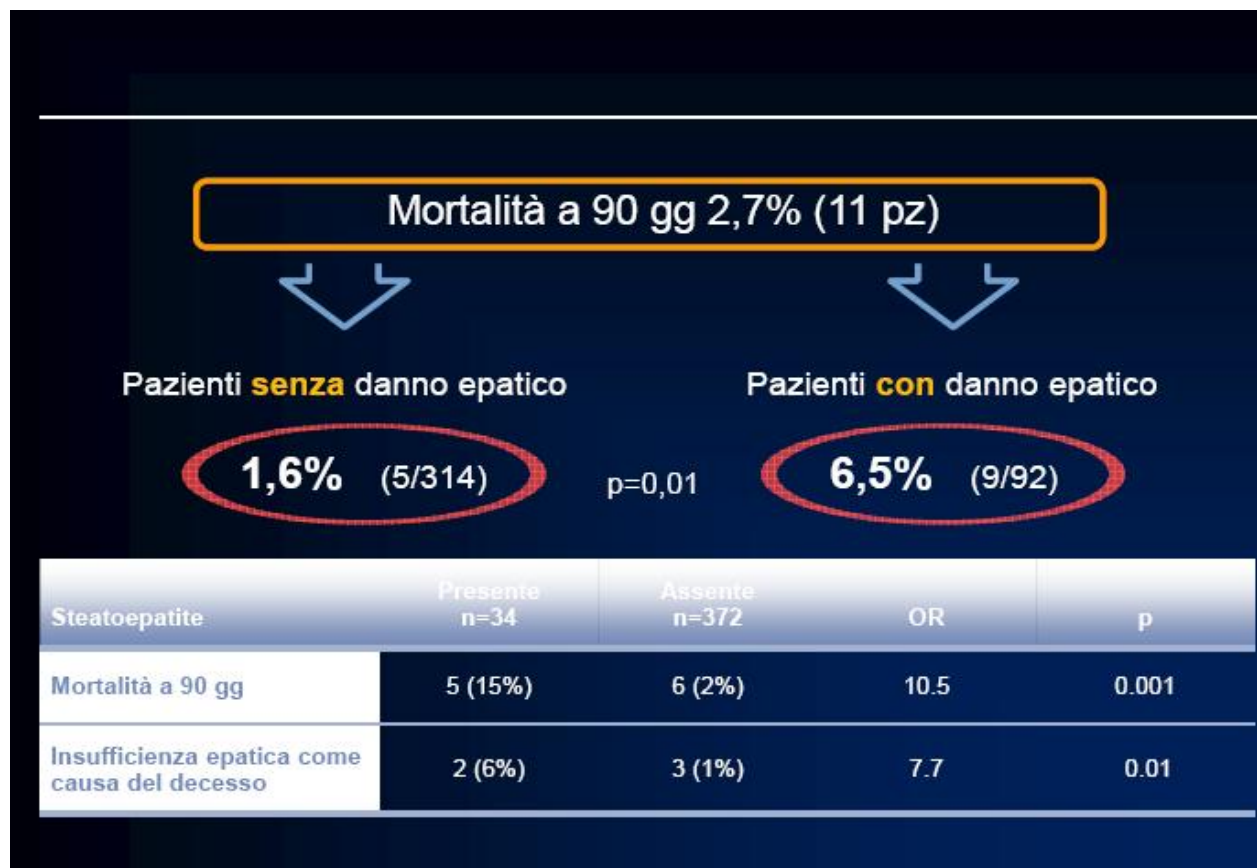 Mortalità a 90 gg 2,7% (11 pz)
Pazienti senza danno epatico
Pazienti con danno epatico
1,6% (5/314)
p=0,01
6,5% (9/92)
Steatoepatite
Presente
n=34
Assente
n=372
OR
p
Mortalità a 90 gg
5 (15%)
6 (2%)
10.5
0.001
Insufficienza epatica come
causa del decesso
2 (6%)
3 (1%)
7.7
0.01